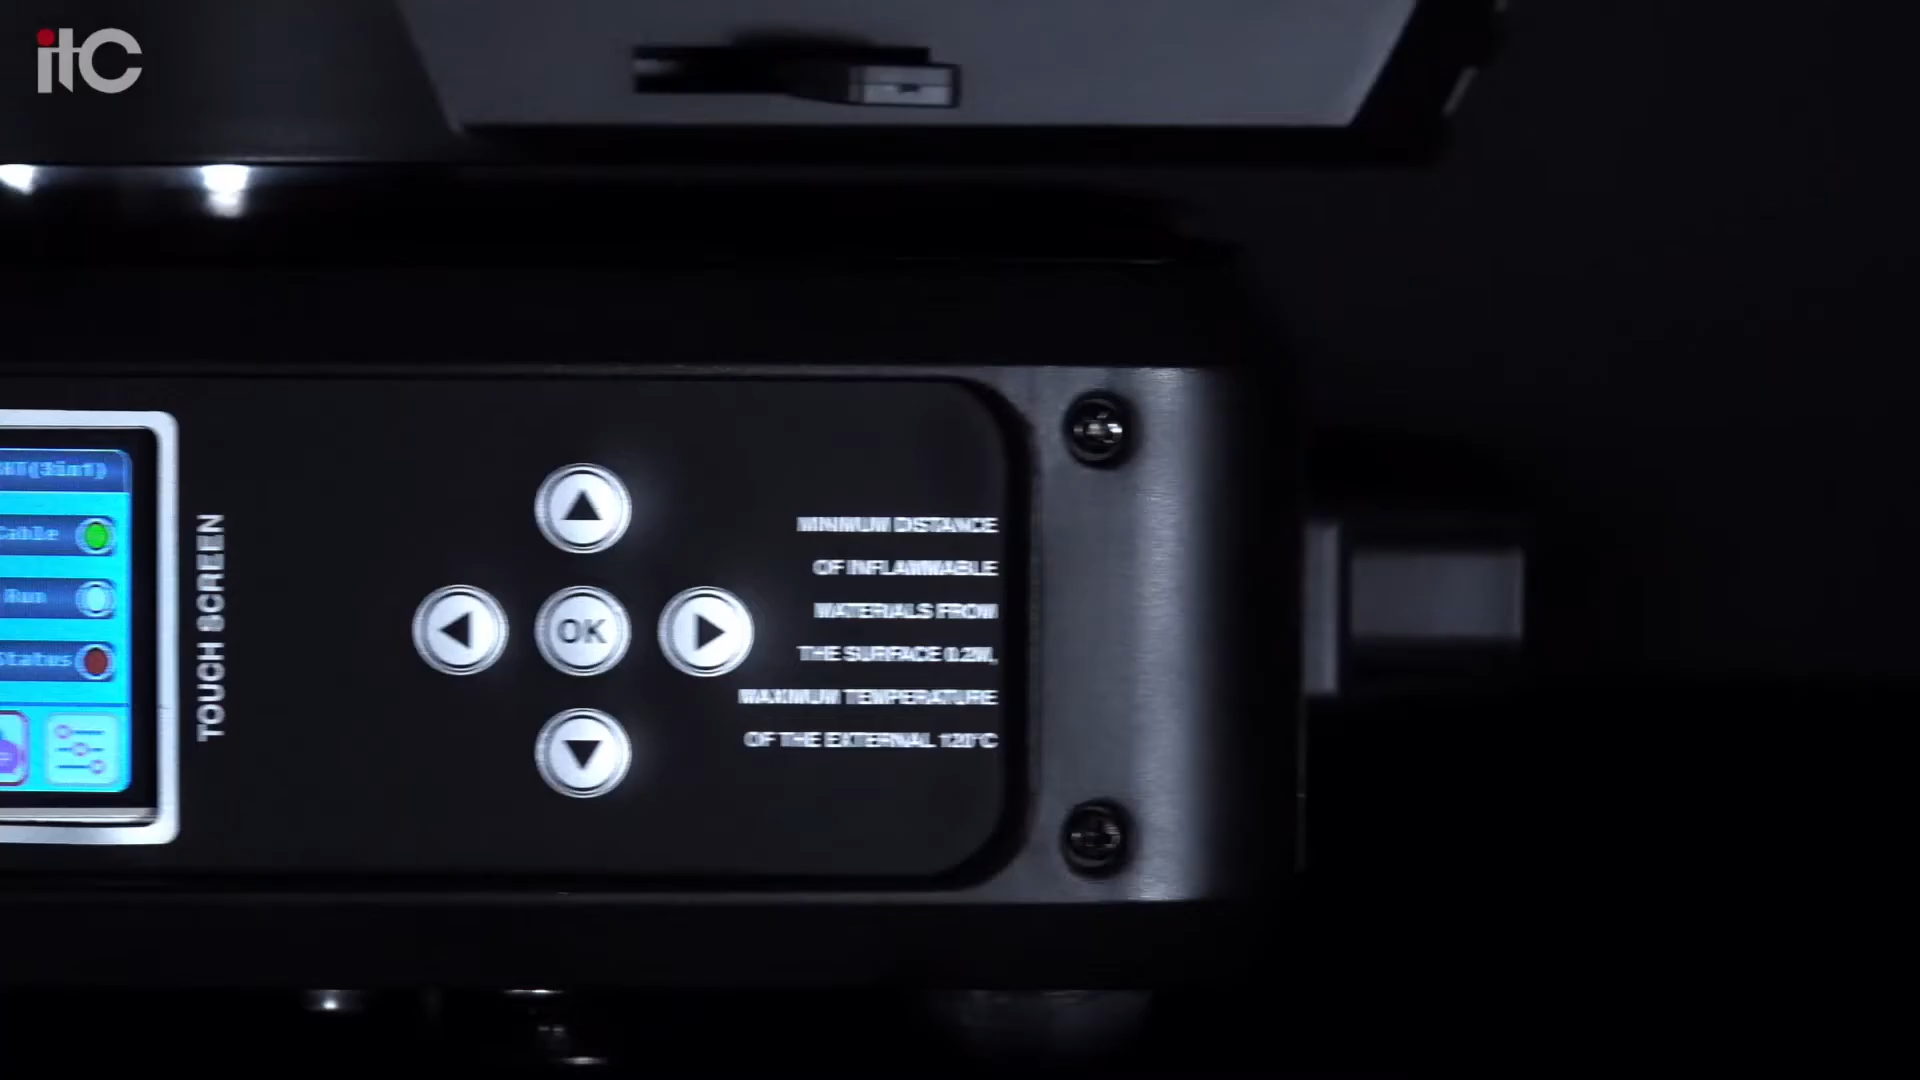 itc
(3in1)
Cable
Run
Status
TOUCH SCREEN
OK
MINIMUM DISTANCE
OF INFLAMMABLE
MATERIALS FROM
THE SURFACE 0.2M,
MAXIMUM TEMPERATURE
OF THE EXTERNAL 120°C